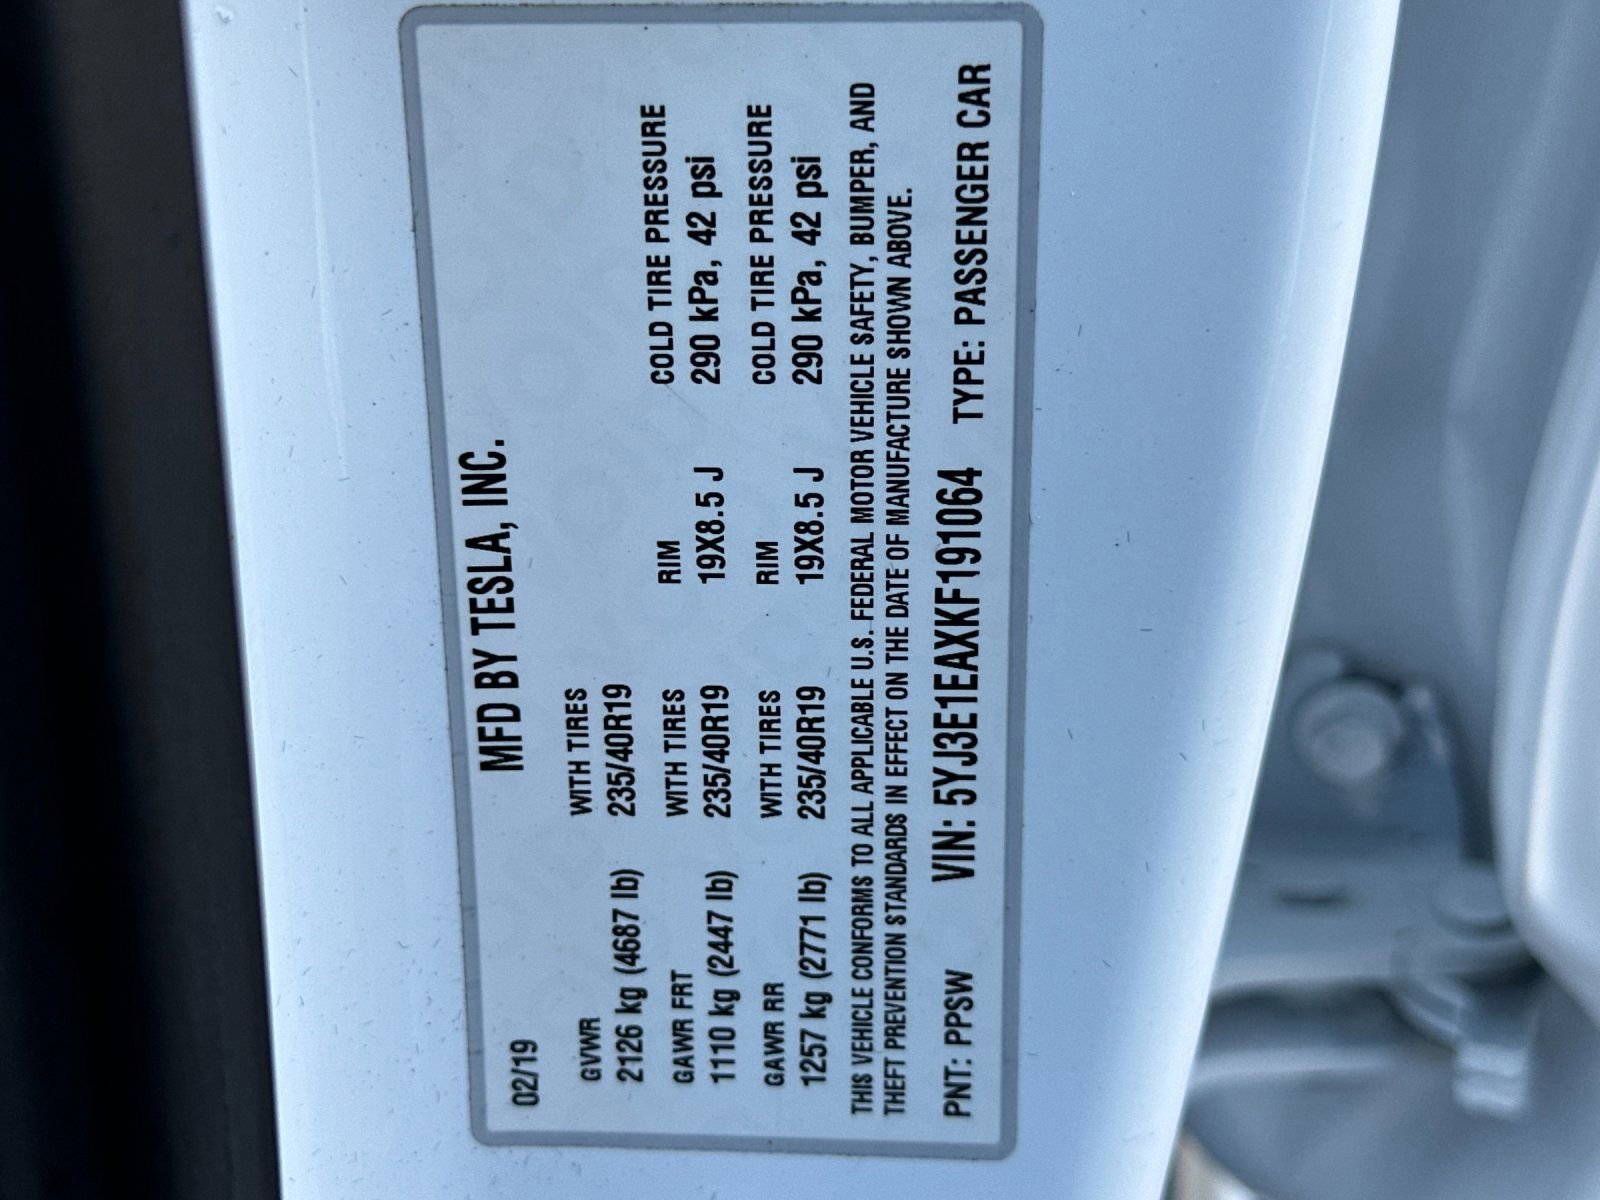 MFD BY TESLA, INC.
02/19
GVWR WITH TIRES
2126 kg (4687 lb) 235/40R19
GAWR FRT WITH TIRES RIM COLD TIRE PRESSURE
1110 kg (2447 lb) 235/40R19 19X8.5 J 290 kPa, 42 psi
GAWR RR WITH TIRES RIM COLD TIRE PRESSURE
1257 kg (2771 lb) 235/40R19 19X8.5 J 290 kPa, 42 psi
THIS VEHICLE CONFORMS TO ALL APPLICABLE U.S. FEDERAL MOTOR VEHICLE SAFETY, BUMPER, AND
THEFT PREVENTION STANDARDS IN EFFECT ON THE DATE OF MANUFACTURE SHOWN ABOVE.
PNT: PPSW VIN: 5YJ3E1EAXKF191064 TYPE: PASSENGER CAR